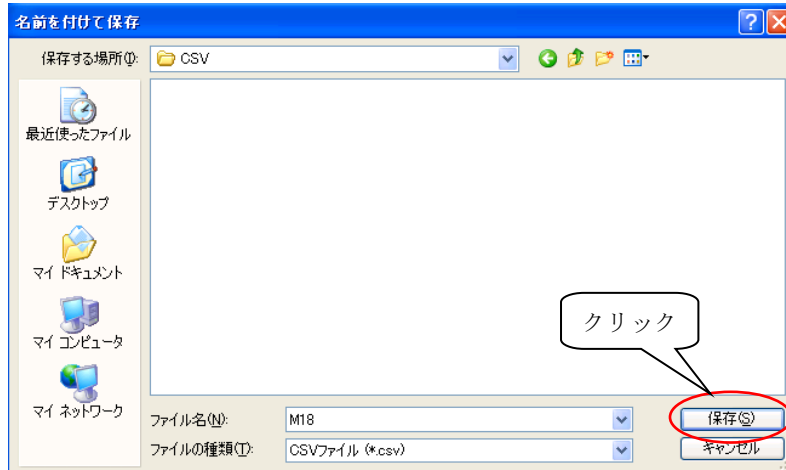 名前を付けて保存
保存する場所(I):
CSV
最近使ったファイル
デスクトップ
マイ ドキュメント
マイ コンピュータ
マイ ネットワーク
クリック
ファイル名(N):
M18
保存(S)
ファイルの種類(T):
CSVファイル (*.csv)
キャンセル